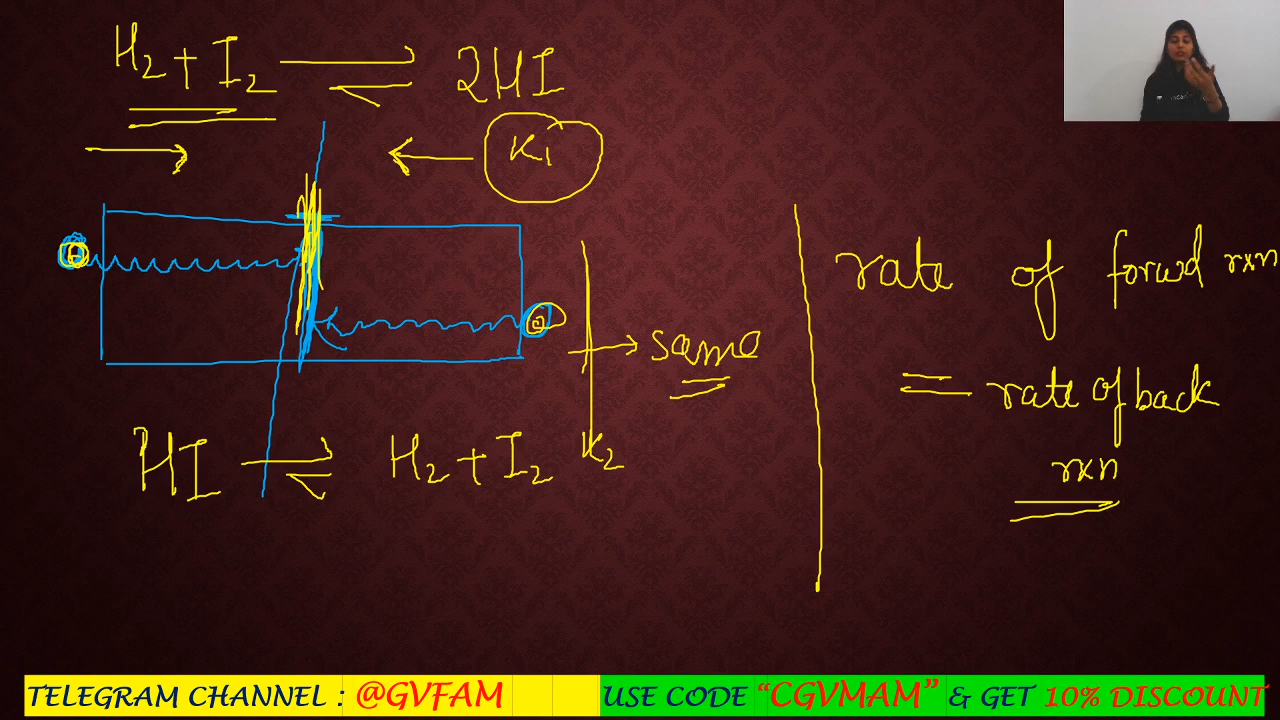 H₂ + I₂ ⇌ 2HI
K₁
rate of forwd rxn
= rate of back
rxn
same
HI ⇌ H₂ + I₂ K₂
TELEGRAM CHANNEL : @GVFAM USE CODE “CGVMAM” & GET 10% DISCOUNT